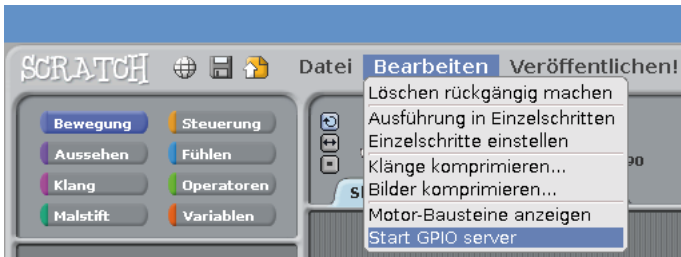 SCRATCH Datei Bearbeiten Veröffentlichen!
Löschen rückgängig machen
Ausführung in Einzelschritten
Einzelschritte einstellen
Klänge komprimieren...
Bilder komprimieren...
Motor-Bausteine anzeigen
Start GPIO server
Bewegung Steuerung
Aussehen Fühlen
Klang Operatoren
Malstift Variablen